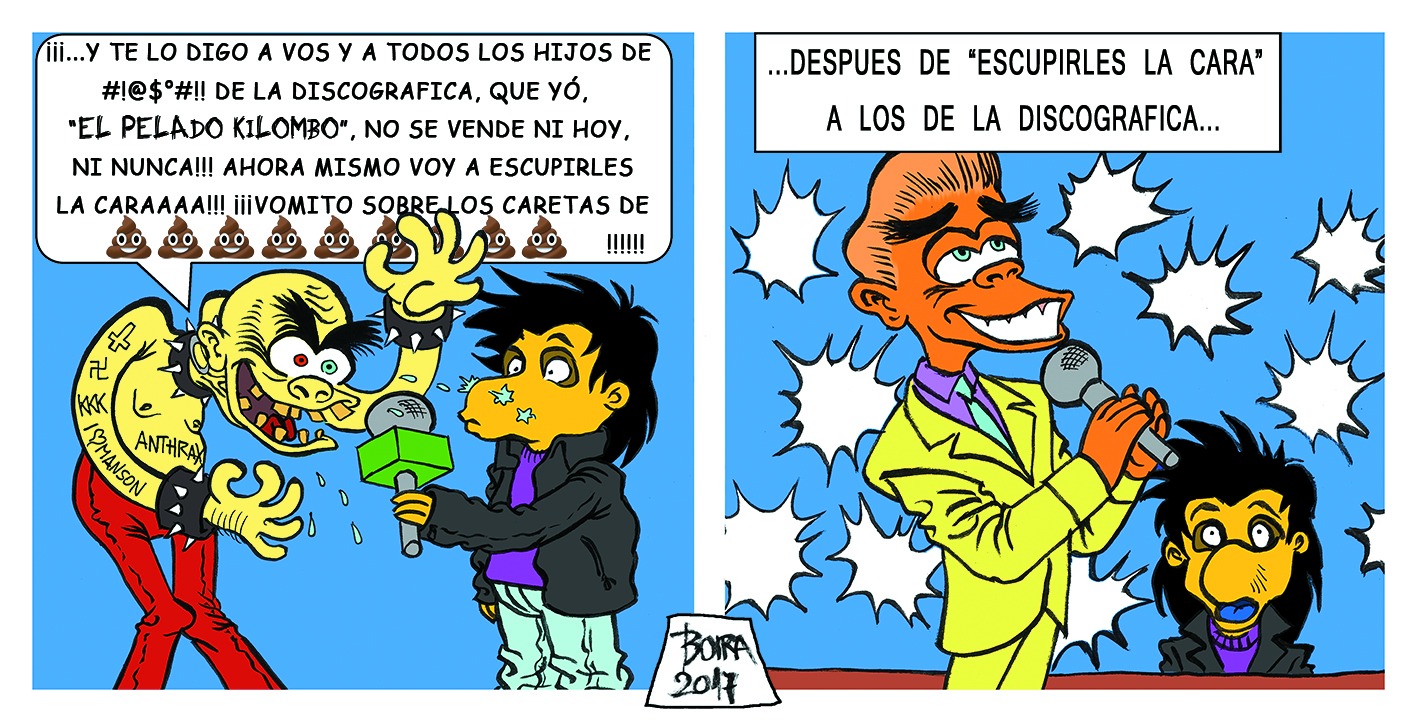 ¡¡¡...Y TE LO DIGO A VOS Y A TODOS LOS HIJOS DE
#!@$°#!! DE LA DISCOGRAFICA, QUE YÓ,
"EL PELADO KILOMBO", NO SE VENDE NI HOY,
NI NUNCA!!! AHORA MISMO VOY A ESCUPIRLES
LA CARAAAA!!! ¡¡¡VOMITO SOBRE LOS CARETAS DE
💩💩💩💩💩💩💩💩💩 !!!!!!
KKK
ANTHRAX
I ♡ MANSON
...DESPUES DE “ESCUPIRLES LA CARA”
A LOS DE LA DISCOGRAFICA...
BOIRA
2017